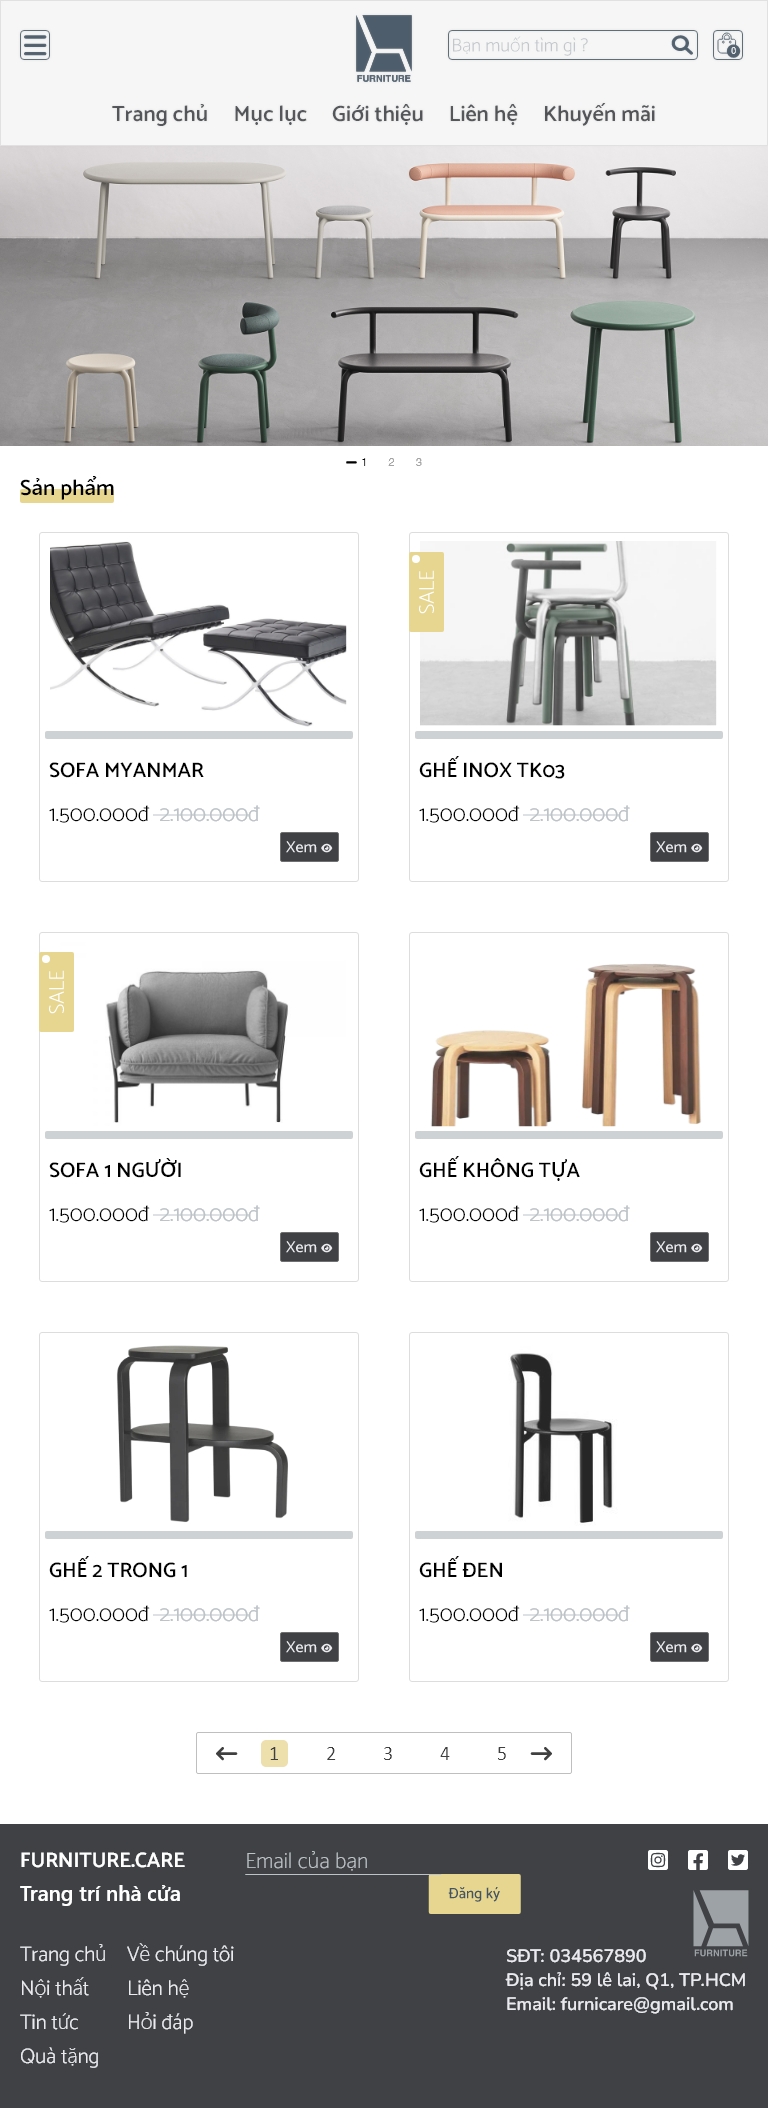 FURNITURE
Bạn muốn tìm gì ?
0
Trang chủ Mục lục Giới thiệu Liên hệ Khuyến mãi
1 2 3
Sản phẩm
SALE
SOFA MYANMAR
1.500.000đ 2.100.000đ
Xem
GHẾ INOX TK03
1.500.000đ 2.100.000đ
Xem
SALE
SOFA 1 NGƯỜI
1.500.000đ 2.100.000đ
Xem
GHẾ KHÔNG TỰA
1.500.000đ 2.100.000đ
Xem
GHẾ 2 TRONG 1
1.500.000đ 2.100.000đ
Xem
GHẾ ĐEN
1.500.000đ 2.100.000đ
Xem
1 2 3 4 5
FURNITURE.CARE
Trang trí nhà cửa
Email của bạn
Đăng ký
Trang chủ Về chúng tôi
Nội thất Liên hệ
Tin tức Hỏi đáp
Quà tặng
FURNITURE
SĐT: 034567890
Địa chỉ: 59 lê lai, Q1, TP.HCM
Email: furnicare@gmail.com